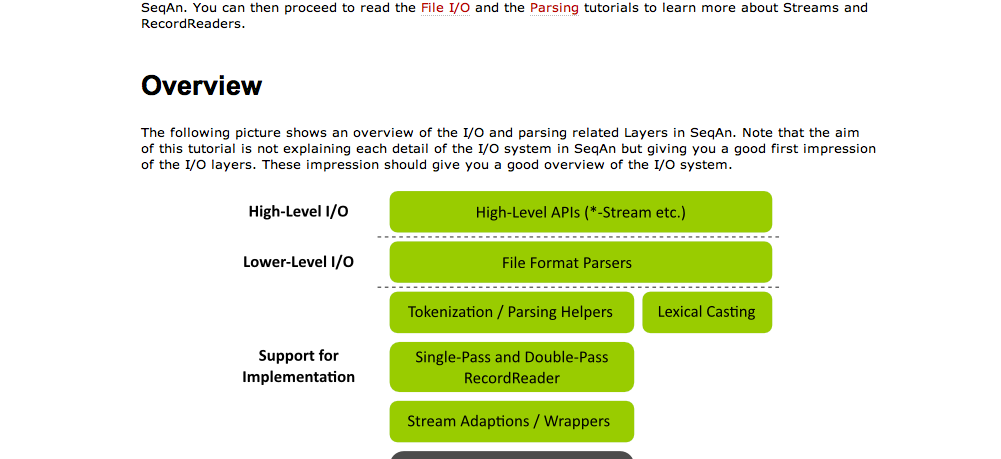 SeqAn. You can then proceed to read the File I/O and the Parsing tutorials to learn more about Streams and
RecordReaders.
Overview
The following picture shows an overview of the I/O and parsing related Layers in SeqAn. Note that the aim
of this tutorial is not explaining each detail of the I/O system in SeqAn but giving you a good first impression
of the I/O layers. These impression should give you a good overview of the I/O system.
High-Level I/O
High-Level APIs (*-Stream etc.)
Lower-Level I/O
File Format Parsers
Tokenization / Parsing Helpers
Lexical Casting
Support for
Implementation
Single-Pass and Double-Pass
RecordReader
Stream Adaptions / Wrappers